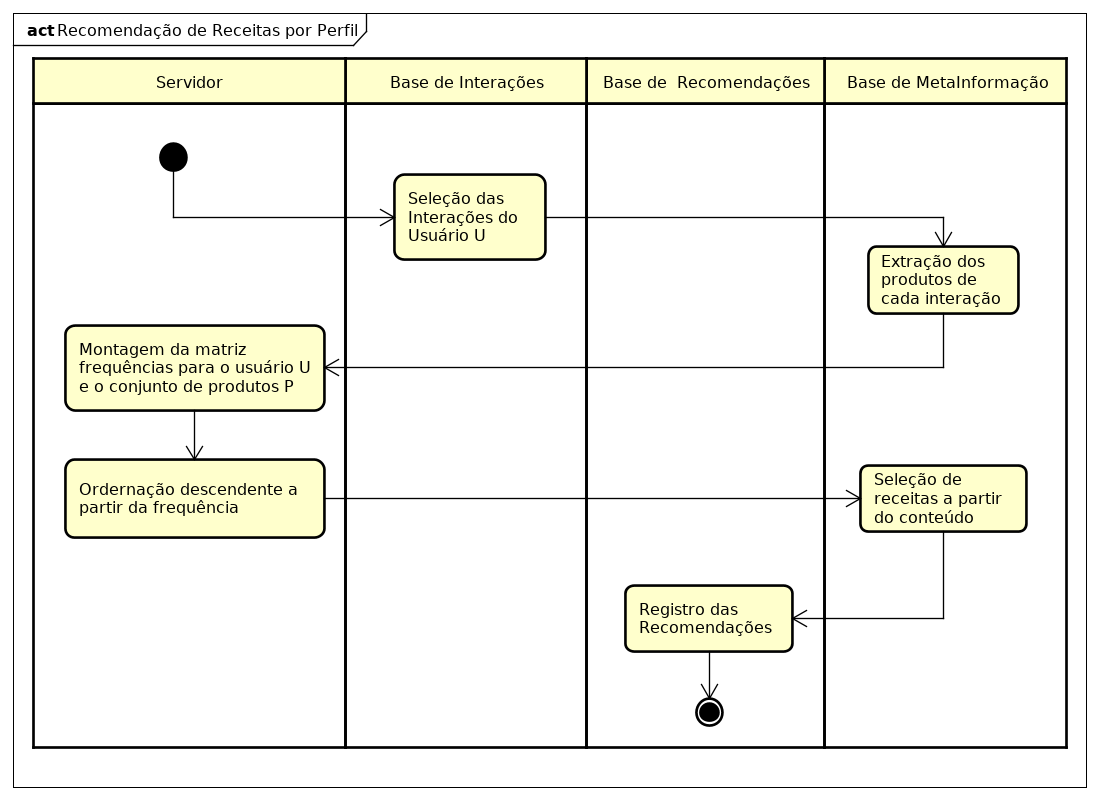 act Recomendação de Receitas por Perfil
Servidor
Base de Interações
Base de  Recomendações
Base de MetaInformação
Seleção das
Interações do
Usuário U
Extração dos
produtos de
cada interação
Montagem da matriz
frequências para o usuário U
e o conjunto de produtos P
Ordernação descendente a
partir da frequência
Seleção de
receitas a partir
do conteúdo
Registro das
Recomendações